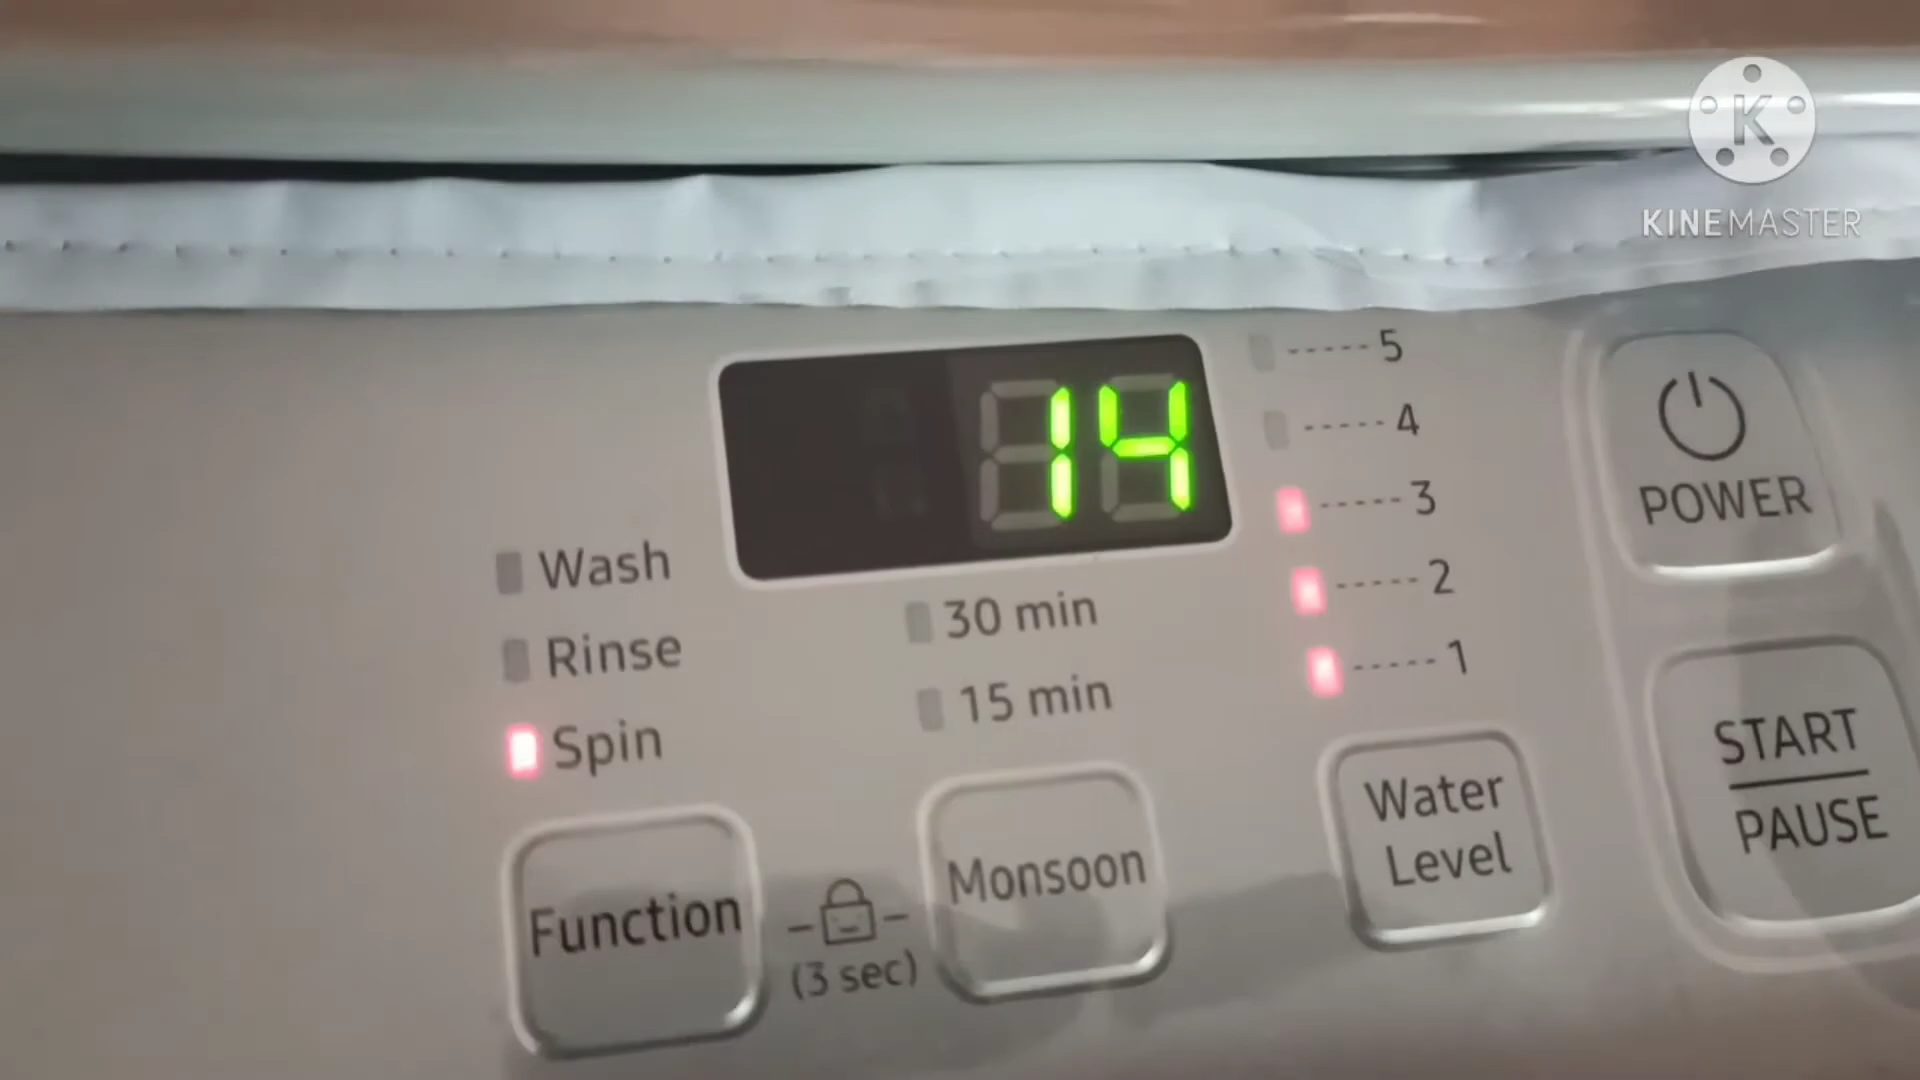 K
KINEMASTER
14
5
4
3
2
1
POWER
Wash
Rinse
Spin
30 min
15 min
START
PAUSE
Water
Level
Monsoon
Function
(3 sec)